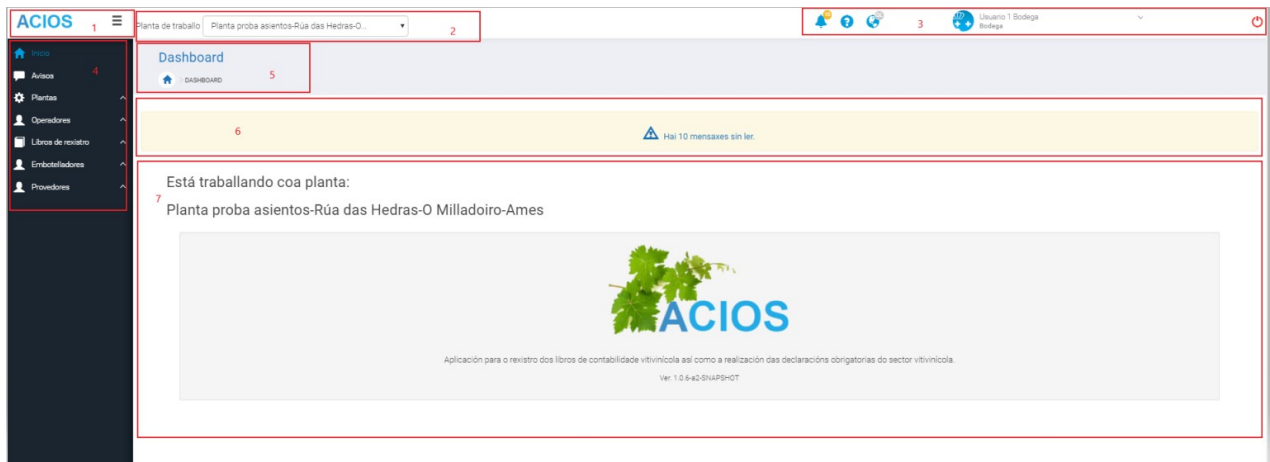 ACIOS
1
Planta de traballo Planta proba asientos-Rúa das Hedras-O...
2
3
Usuario 1 Bodega
Bodega
Inicio
4
Avisos
Plantas
Operadores
Libros de rexistro
Embotelladores
Provedores
Dashboard
DASHBOARD
5
6
Hai 10 mensaxes sin ler.
7
Está traballando coa planta:
Planta proba asientos-Rúa das Hedras-O Milladoiro-Ames
ACIOS
Aplicación para o rexistro dos libros de contabilidade vitivinícola así como a realización das declaracións obrigatorias do sector vitivinícola.
Ver. 1.0.6-a2-SNAPSHOT